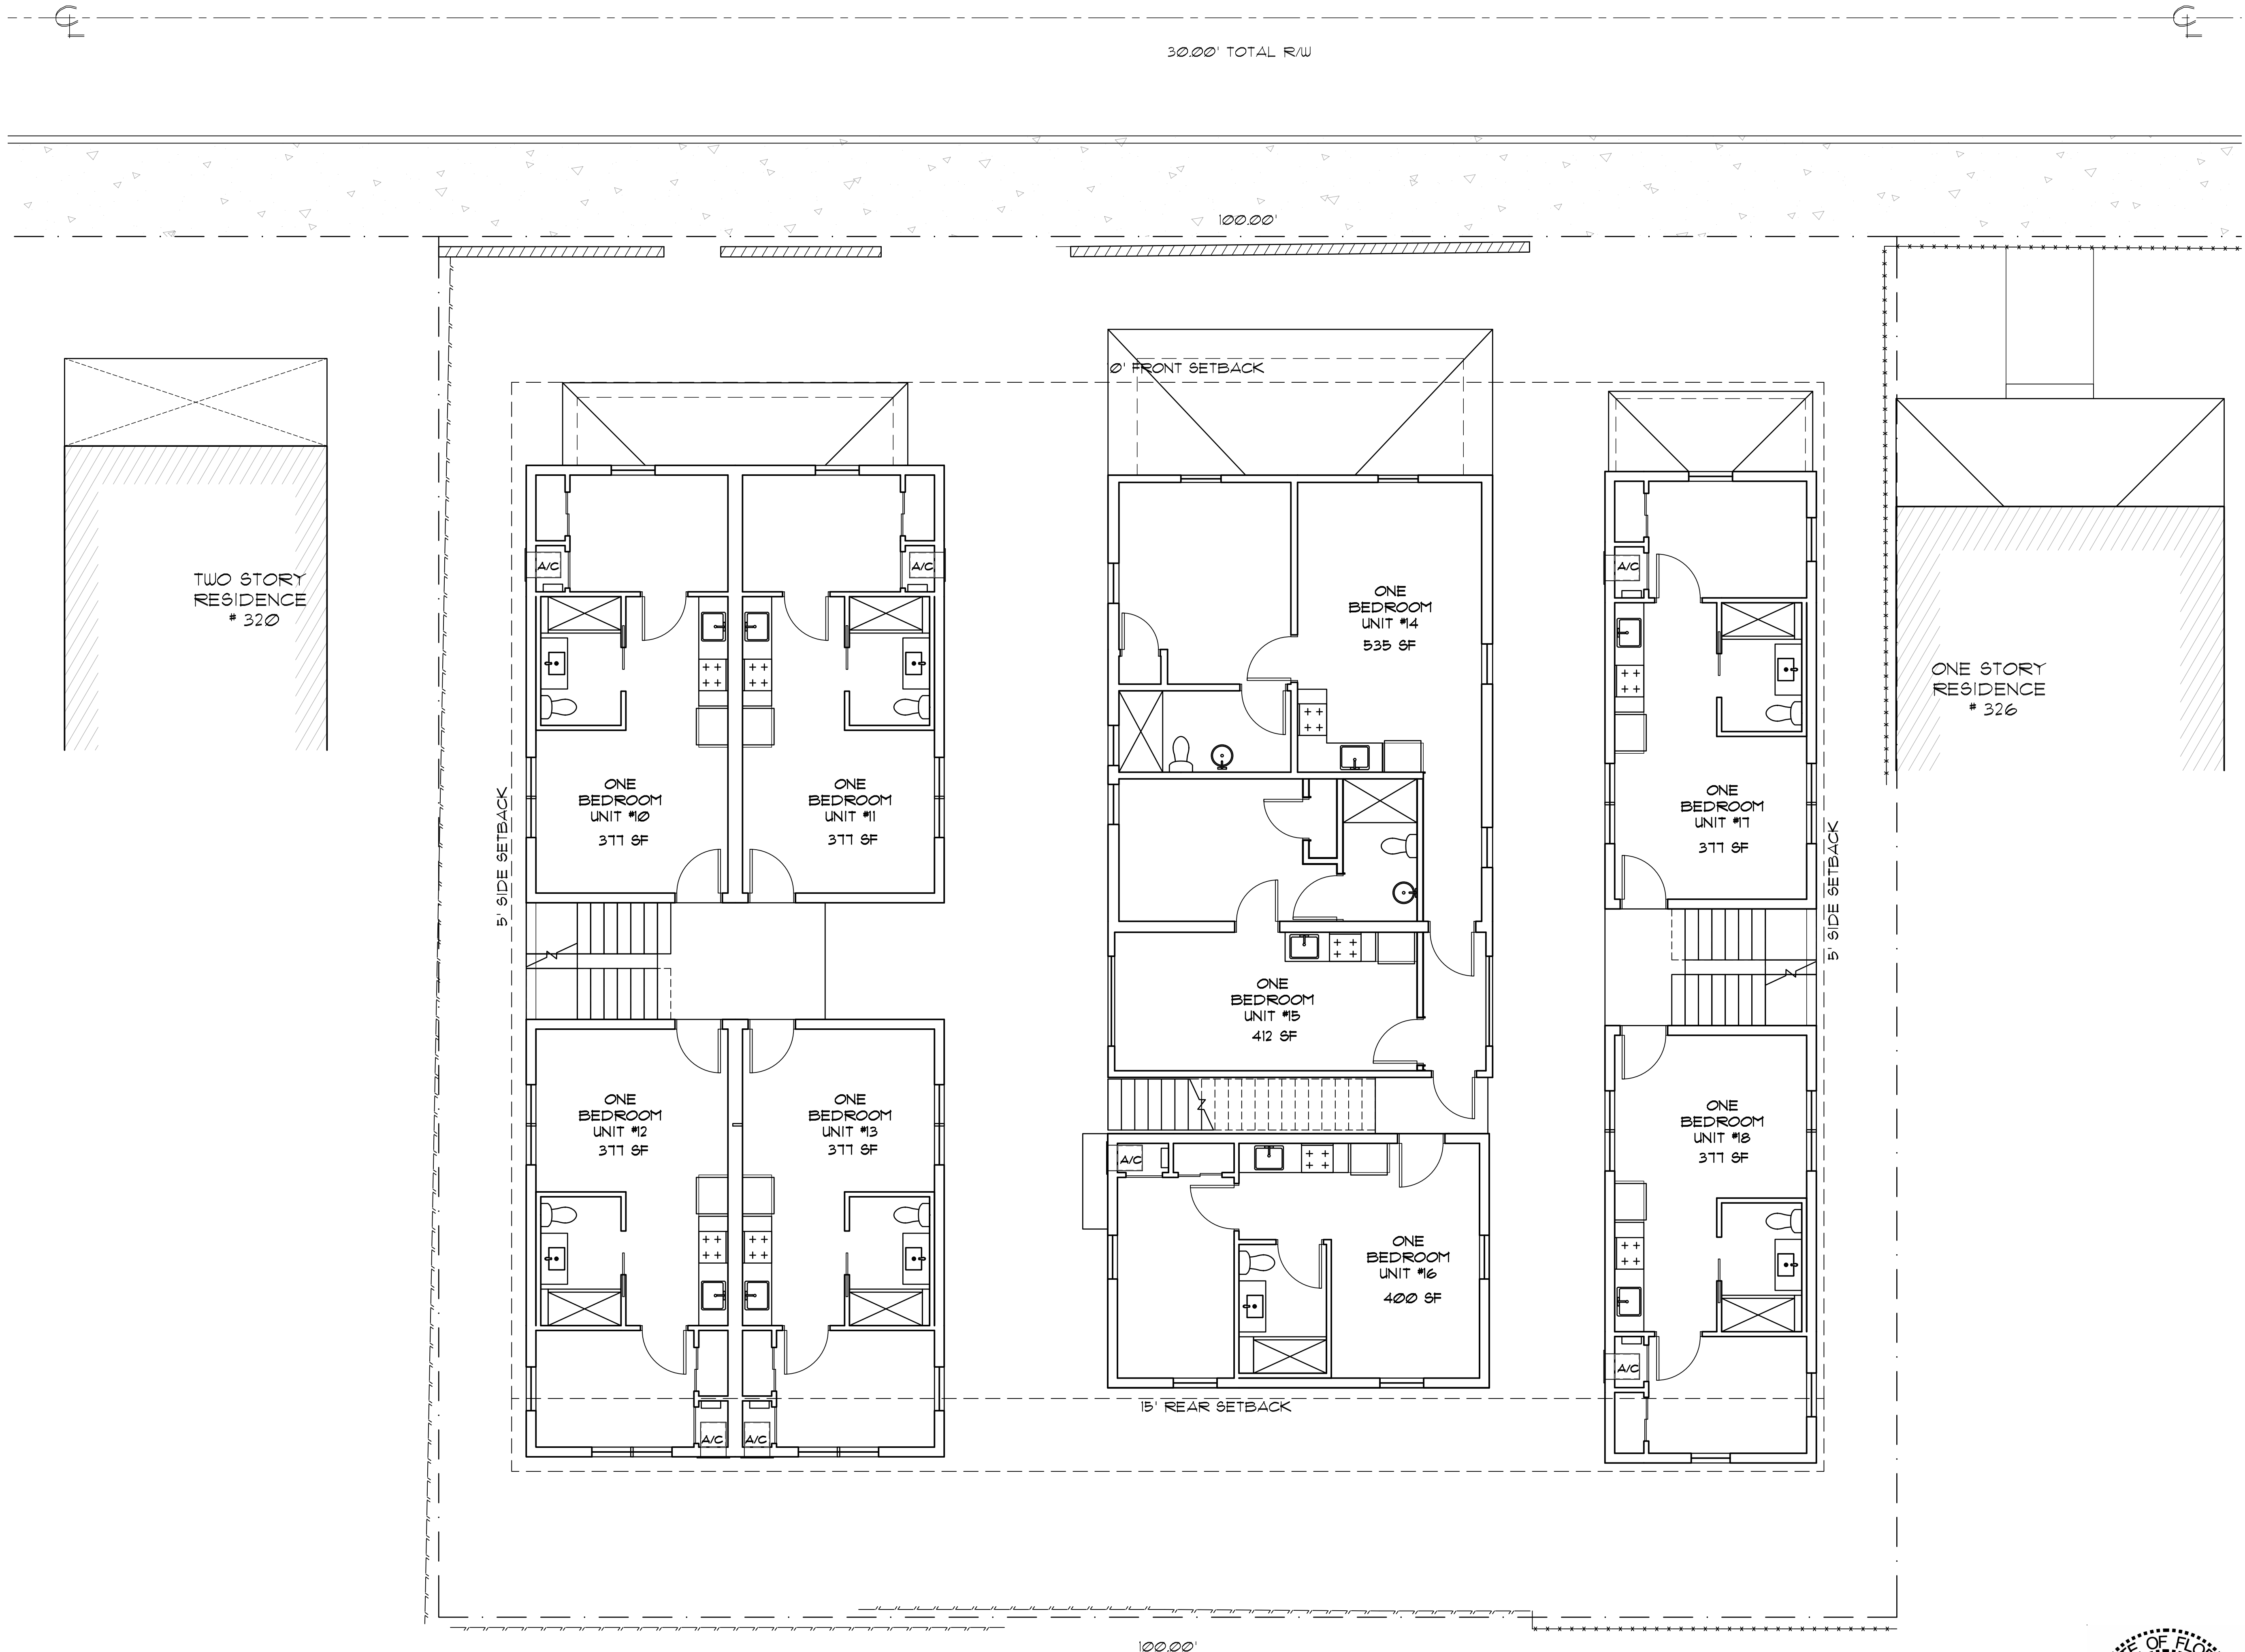 30.00' TOTAL R/W
100.00'
0' FRONT SETBACK
TWO STORY
RESIDENCE
# 320
ONE STORY
RESIDENCE
# 326
A/C
A/C
A/C
ONE
BEDROOM
UNIT #14
535 SF
5' SIDE SETBACK
ONE
BEDROOM
UNIT #10
377 SF
ONE
BEDROOM
UNIT #11
377 SF
ONE
BEDROOM
UNIT #17
377 SF
5' SIDE SETBACK
ONE
BEDROOM
UNIT #15
412 SF
ONE
BEDROOM
UNIT #12
377 SF
ONE
BEDROOM
UNIT #13
377 SF
ONE
BEDROOM
UNIT #18
377 SF
A/C
ONE
BEDROOM
UNIT #16
400 SF
A/C
A/C
A/C
15' REAR SETBACK
100.00'
OF